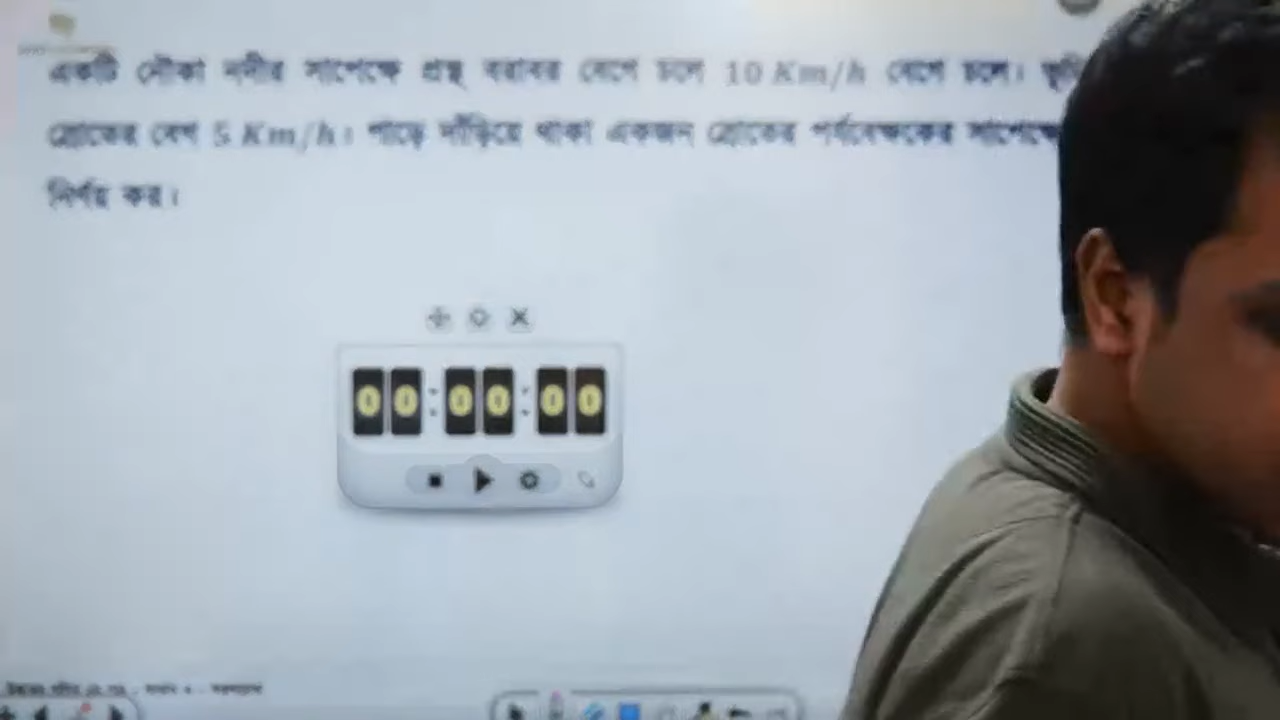 একটি নৌকা নদীর সাপেক্ষে প্রস্থ বরাবর বেগে চলে 10 Km/h বেগে চলে।
স্রোতের বেগ 5 Km/h। পাড়ে দাঁড়িয়ে থাকা একজন স্রোতের পর্যবেক্ষকের সাপেক্ষে
নির্ণয় কর।
00:00:00